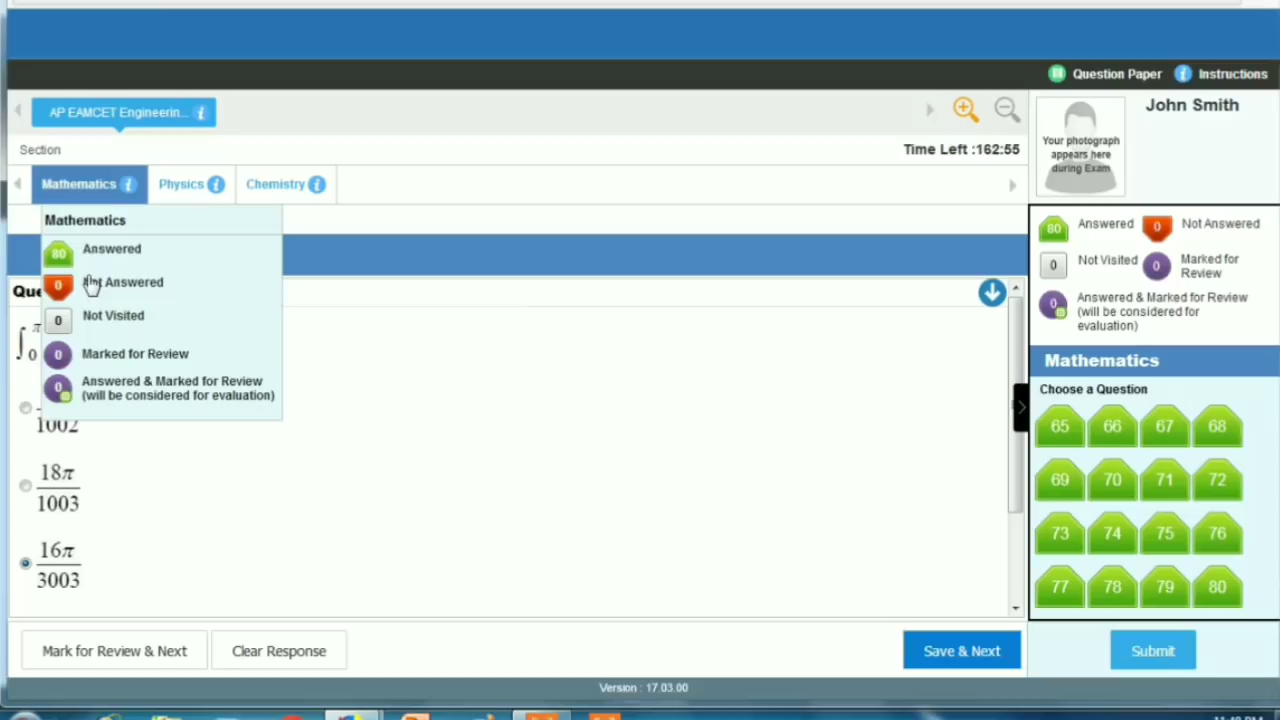 Question Paper
Instructions
AP EAMCET Engineerin...
John Smith
Your photograph
appears here
during Exam
Section
Time Left :162:55
Mathematics
Physics
Chemistry
Mathematics
80 Answered
0 Not Answered
0 Not Visited
0 Marked for Review
0 Answered & Marked for Review
(will be considered for evaluation)
Que
∫ π 0
1002
18π
1003
16π
3003
80 Answered
0 Not Answered
0 Not Visited
0 Marked for
Review
0 Answered & Marked for Review
(will be considered for
evaluation)
Mathematics
Choose a Question
65 66 67 68
69 70 71 72
73 74 75 76
77 78 79 80
Mark for Review & Next
Clear Response
Save & Next
Submit
Version : 17.03.00